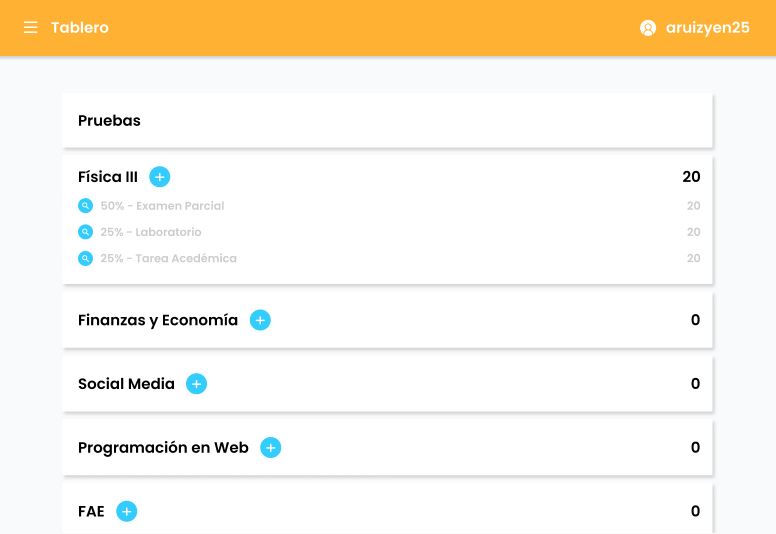 Tablero
aruizyen25
Pruebas
Física III 20
50% - Examen Parcial 20
25% - Laboratorio 20
25% - Tarea Acedémica 20
Finanzas y Economía 0
Social Media 0
Programación en Web 0
FAE 0